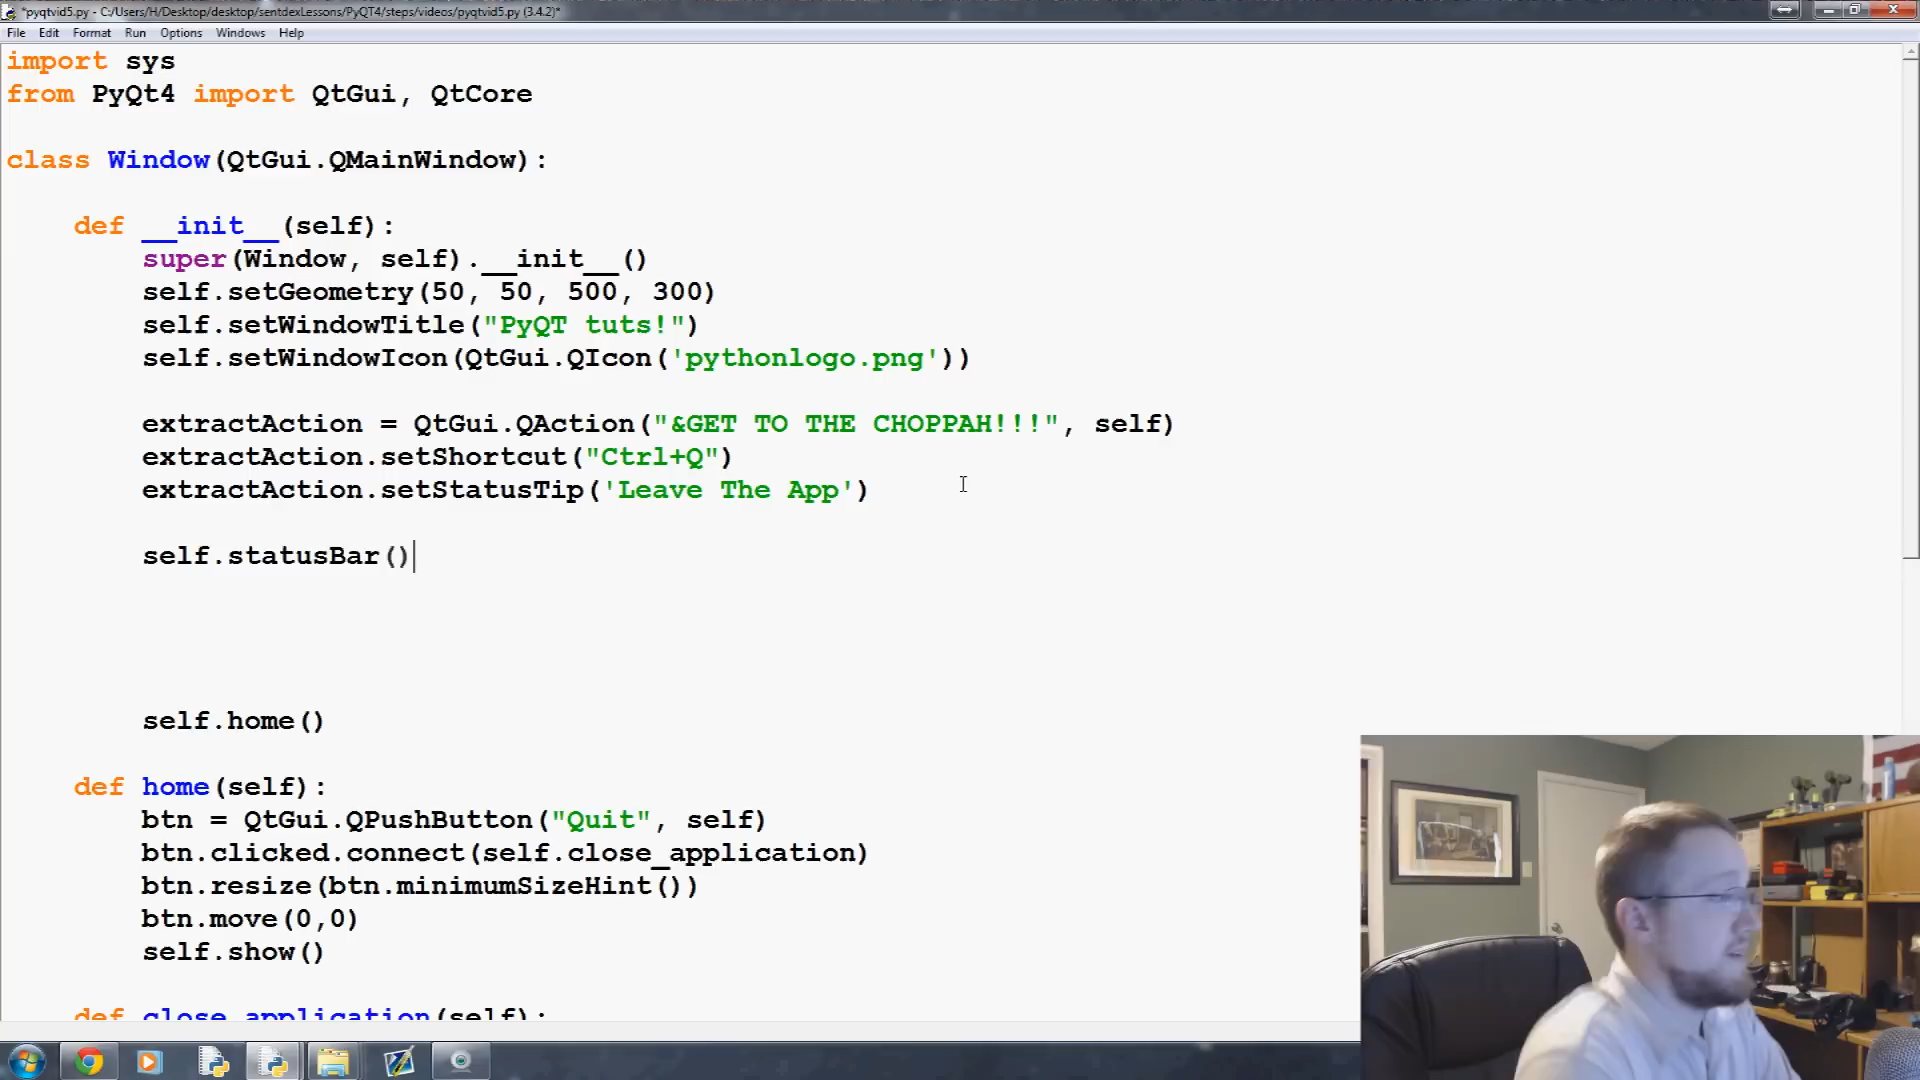 *pyqtvid5.py - C:/Users/H/Desktop/desktop/sentdexLessons/PyQT4/steps/videos/pyqtvid5.py (3.4.2)*
File Edit Format Run Options Windows Help
import sys
from PyQt4 import QtGui, QtCore
class Window(QtGui.QMainWindow):
def __init__(self):
super(Window, self).__init__()
self.setGeometry(50, 50, 500, 300)
self.setWindowTitle("PyQT tuts!")
self.setWindowIcon(QtGui.QIcon('pythonlogo.png'))
extractAction = QtGui.QAction("&GET TO THE CHOPPAH!!!", self)
extractAction.setShortcut("Ctrl+Q")
extractAction.setStatusTip('Leave The App')
self.statusBar()
self.home()
def home(self):
btn = QtGui.QPushButton("Quit", self)
btn.clicked.connect(self.close_application)
btn.resize(btn.minimumSizeHint())
btn.move(0,0)
self.show()
def close_application(self):